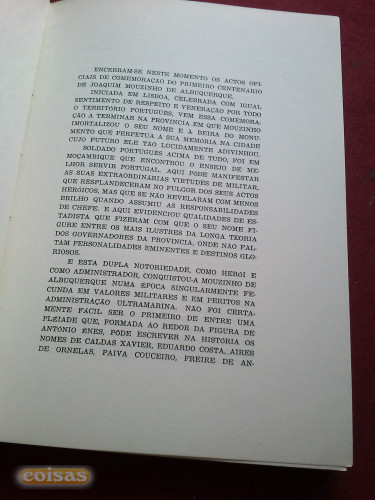 ENCERRAM-SE NESTE MOMENTO OS ACTOS OFI-
CIAIS DE COMEMORAÇÃO DO PRIMEIRO CENTENÁRIO
DE JOAQUIM MOUZINHO DE ALBUQUERQUE.
INICIADA EM LISBOA, CELEBRADA COM IGUAL
SENTIMENTO DE RESPEITO E VENERAÇÃO POR TODO
O TERRITÓRIO PORTUGUES, VEM ESSA COMEMORA-
ÇÃO A TERMINAR NA PROVINCIA EM QUE MOUZINHO
IMORTALIZOU O SEU NOME E À BEIRA DO MONU-
MENTO QUE PERPETUA A SUA MEMORIA NA CIDADE
CUJO FUTURO ELE TÃO LOCIDAMENTE ADIVINHOU.
SOLDADO PORTUGUES ACIMA DE TUDO, FOI EM
MOÇAMBIQUE QUE ENCONTROU O ENSEJO DE ME-
LHOR SERVIR PORTUGAL. AQUI PODE MANIFESTAR
AS SUAS EXTRAORDINÁRIAS VIRTUDES DE MILITAR,
QUE RESPLANDECERAM NO FULGOR DOS SEUS ACTOS
HERÓICOS, MAS QUE SE NÃO REVELARAM COM MENOS
BRILHO QUANDO ASSUMIU AS RESPONSABILIDADES
DE CHEFE. E AQUI EVIDENCIOU QUALIDADES DE ES-
TADISTA QUE FIZERAM COM QUE O SEU NOME FI-
GURE ENTRE OS MAIS ILUSTRES DA LONGA TEORIA
DOS GOVERNADORES DA PROVINCIA, ONDE NÃO FAL-
TAM PERSONALIDADES EMINENTES E DESTINOS GLO-
RIOSOS.
E ESTA DUPLA NOTORIEDADE, COMO HERÓI E
COMO ADMINISTRADOR, CONQUISTOU-A MOUZINHO DE
ALBUQUERQUE NUMA ÉPOCA SINGULARMENTE FE-
CUNDA EM VALORES MILITARES E EM PERITOS NA
ADMINISTRAÇÃO ULTRAMARINA. NÃO FOI CERTA-
MENTE FÁCIL SER O PRIMEIRO DE ENTRE UMA
PLÊIADE QUE, FORMADA AO REDOR DA FIGURA DE
ANTONIO ENES, PÔDE ESCREVER NA HISTORIA OS
NOMES DE CALDAS XAVIER, EDUARDO COSTA, AIRES
DE ORNELAS, PAIVA COUCEIRO, FREIRE DE AN-
coisas